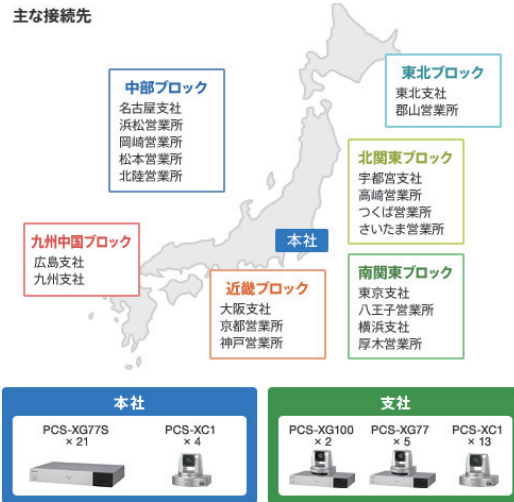 主な接続先
中部ブロック
名古屋支社
浜松営業所
岡崎営業所
松本営業所
北陸営業所
東北ブロック
東北支社
郡山営業所
北関東ブロック
宇都宮支社
高崎営業所
つくば営業所
さいたま営業所
九州中国ブロック
広島支社
九州支社
本社
近畿ブロック
大阪支社
京都営業所
神戸営業所
南関東ブロック
東京支社
八王子営業所
横浜支社
厚木営業所
本社
PCS-XG77S
× 21
PCS-XC1
× 4
支社
PCS-XG100
× 2
PCS-XG77
× 5
PCS-XC1
× 13